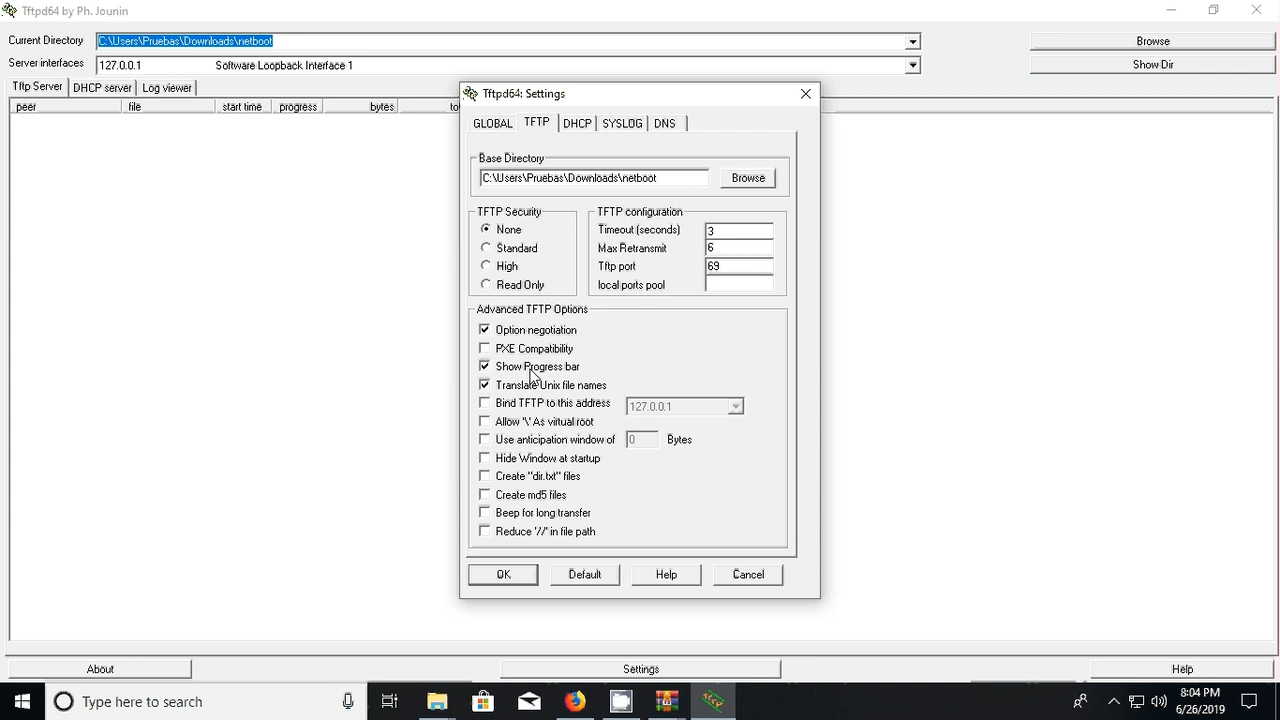 Tftpd64 by Ph. Jounin
Current Directory C:\Users\Pruebas\Downloads\netboot Browse
Server interfaces 127.0.0.1 Software Loopback Interface 1 Show Dir
Tftp Server DHCP server Log viewer
peer file start time progress bytes
Tftpd64: Settings
GLOBAL TFTP DHCP SYSLOG DNS
Base Directory
C:\Users\Pruebas\Downloads\netboot Browse
TFTP Security
None
Standard
High
Read Only
TFTP configuration
Timeout (seconds) 3
Max Retransmit 6
Tftp port 69
local ports pool
Advanced TFTP Options
Option negotiation
PXE Compatibility
Show Progress bar
Translate Unix file names
Bind TFTP to this address 127.0.0.1
Allow '\' As virtual root
Use anticipation window of 0 Bytes
Hide Window at startup
Create "dir.txt" files
Create md5 files
Beep for long transfer
Reduce '//' in file path
OK Default Help Cancel
About Settings Help
Type here to search
8:04 PM
6/26/2019